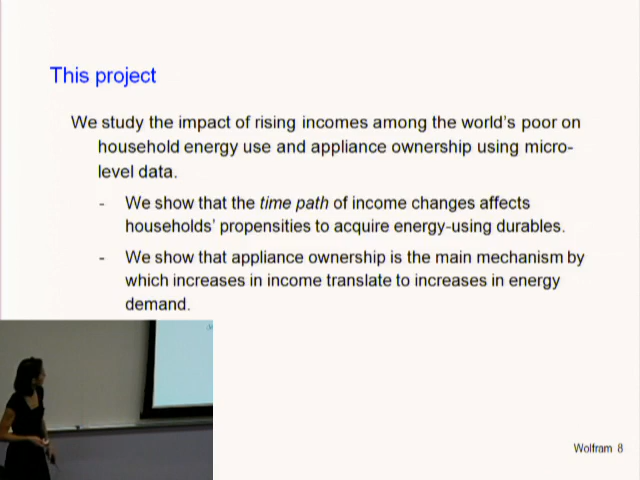 This project
We study the impact of rising incomes among the world's poor on
household energy use and appliance ownership using micro-
level data.
- We show that the time path of income changes affects
households' propensities to acquire energy-using durables.
- We show that appliance ownership is the main mechanism by
which increases in income translate to increases in energy
demand.
Wolfram 8